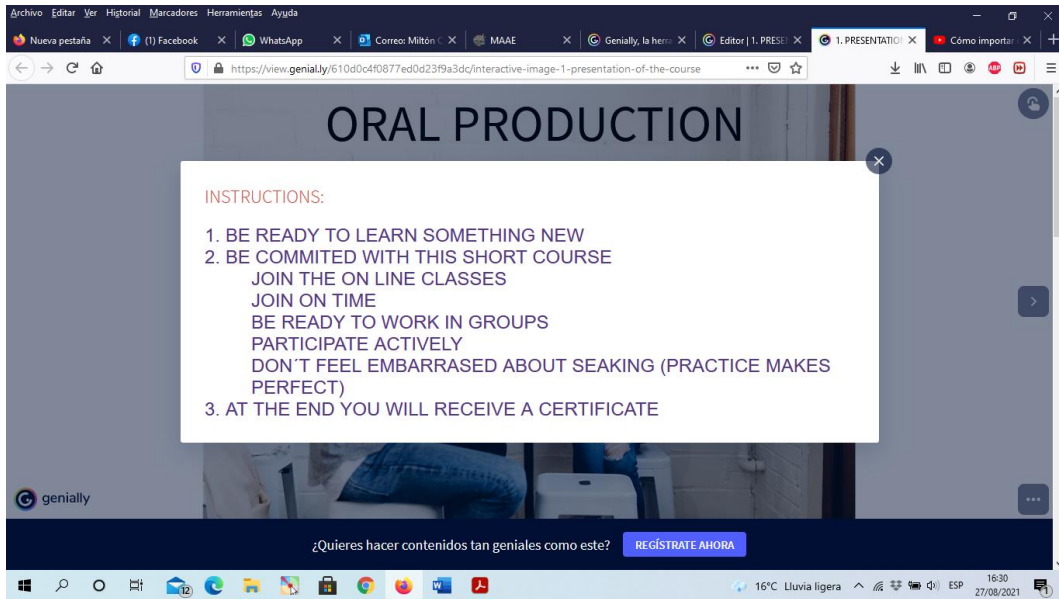 Archivo Editar Ver Historial Marcadores Herramientas Ayuda
Nueva pestaña
(1) Facebook
WhatsApp
Correo: Miltón C
MAAE
Genially, la herra
Editor | 1. PRESE
1. PRESENTATIO
Cómo importar
https://view.genial.ly/610d0c4f0877ed0d23f9a3dc/interactive-image-1-presentation-of-the-course
ABP
ORAL PRODUCTION
INSTRUCTIONS:
1. BE READY TO LEARN SOMETHING NEW
2. BE COMMITED WITH THIS SHORT COURSE
JOIN THE ON LINE CLASSES
JOIN ON TIME
BE READY TO WORK IN GROUPS
PARTICIPATE ACTIVELY
DON´T FEEL EMBARRASED ABOUT SEAKING (PRACTICE MAKES
PERFECT)
3. AT THE END YOU WILL RECEIVE A CERTIFICATE
genially
¿Quieres hacer contenidos tan geniales como este?
REGÍSTRATE AHORA
12
16°C Lluvia ligera
ESP
16:30
27/08/2021
1